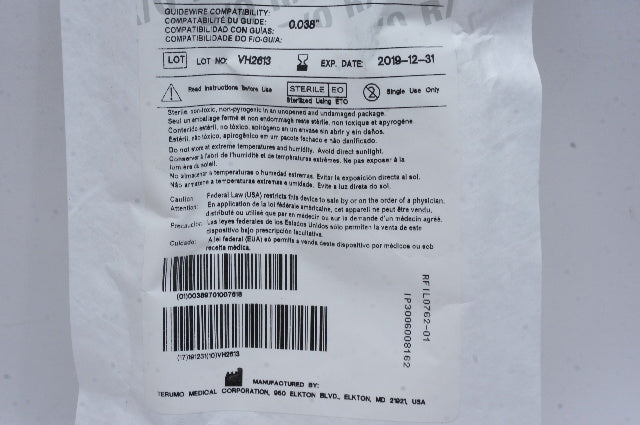 GUIDEWIRE COMPATIBILITY:
COMPATABILITÉ DU GUIDE:
COMPATIBILIDAD CON GUÍAS:
COMPATIBILIDADE DO FIO-GUIA:
0.038"
LOT LOT NO: VH2613 EXP. DATE: 2019-12-31
Read Instructions Before Use STERILE EO Single Use Only
Sterilized Using ETO
Sterile, non-toxic, non-pyrogenic in an unopened and undamaged package.
Seul un emballage fermé et non endommagé reste stérile, non toxique et apyrogène.
Contenido estéril, no tóxico, apirógeno en un envase sin abrir y sin daños.
Estéril, não tóxico, apirogênico em um pacote fechado e não danificado.
Do not store at extreme temperatures and humidity. Avoid direct sunlight.
Conserver à l'abri de l'humidité et de températures extrêmes. Ne pas exposer à la
lumière du soleil.
No almacenar a temperaturas o humedad extremas. Evitar la exposición directa al sol.
Não armazenar a temperaturas extremas e umidade. Evite a luz direta do sol.
Caution: Federal Law (USA) restricts this device to sale by or on the order of a physician.
Attention: En application de la loi fédérale américaine, cet appareil ne peut être vendu,
distribué ou utilisé que par un médecin ou sur la demande d'un médecin agréé.
Precaución: Las leyes federales de los Estados Unidos sólo permiten la venta de este
dispositivo bajo prescripción facultativa.
Cuidado: A lei federal (EUA) só permite a venda deste dispositivo por médicos ou sob
receita médica.
(01)00389701007618
(17)191231(10)VH2613
RFIL0762-01
IP3006008162
MANUFACTURED BY:
TERUMO MEDICAL CORPORATION, 950 ELKTON BLVD., ELKTON, MD 21921, USA